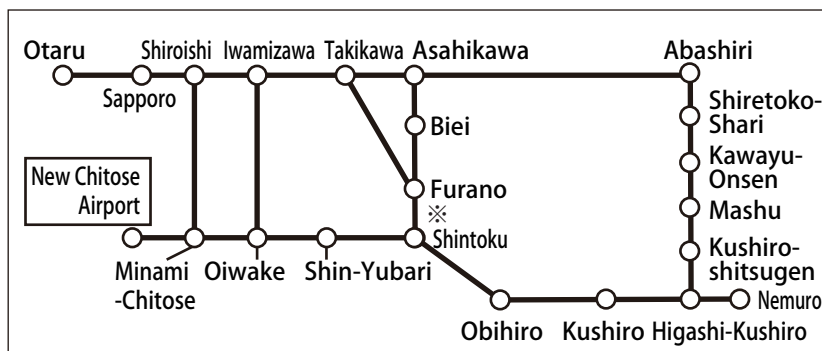 Otaru
Shiroishi
Iwamizawa
Takikawa
Asahikawa
Abashiri
Sapporo
Biei
Shiretoko-
Shari
New Chitose
Airport
Kawayu-
Onsen
Furano
※
Mashu
Shintoku
Kushiro-
shitsugen
Minami
-Chitose
Oiwake
Shin-Yubari
Nemuro
Obihiro
Kushiro
Higashi-Kushiro